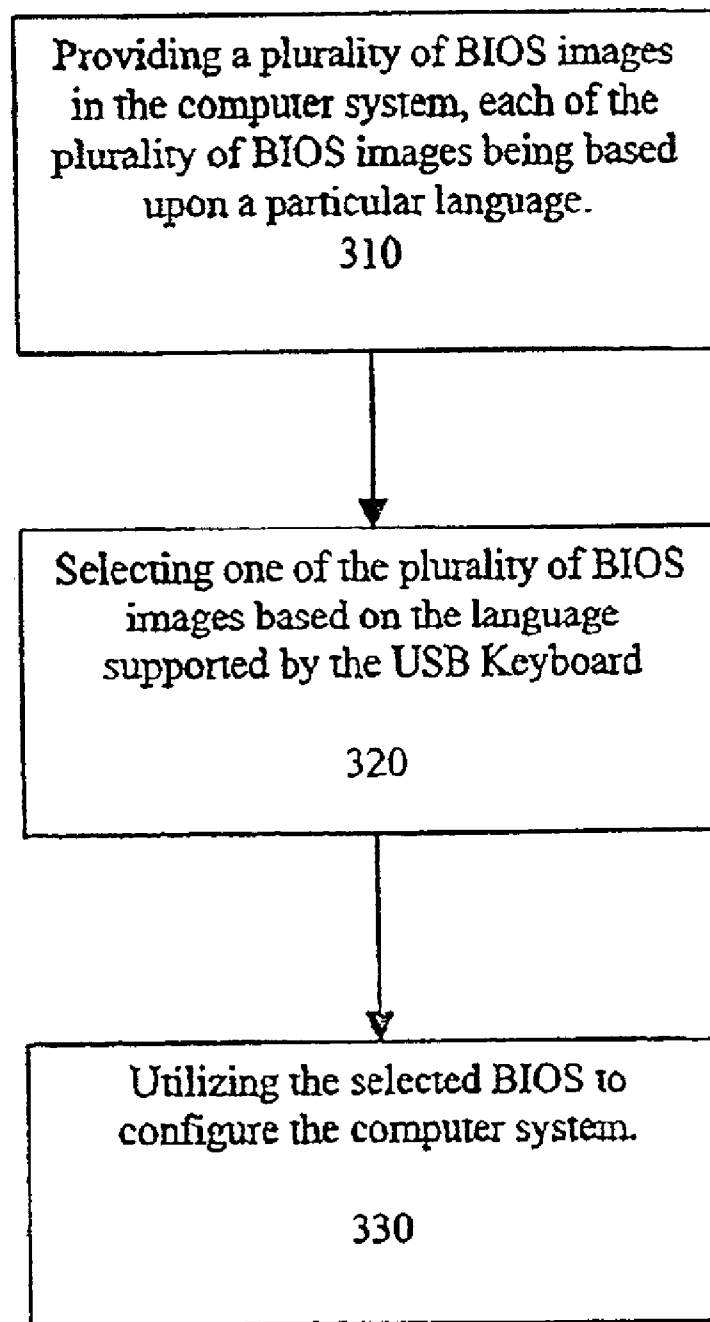 Providing a plurality of BIOS images
in the computer system, each of the
plurality of BIOS images being based
upon a particular language.
310
Selecting one of the plurality of BIOS
images based on the language
supported by the USB Keyboard
320
Utilizing the selected BIOS to
configure the computer system.
330